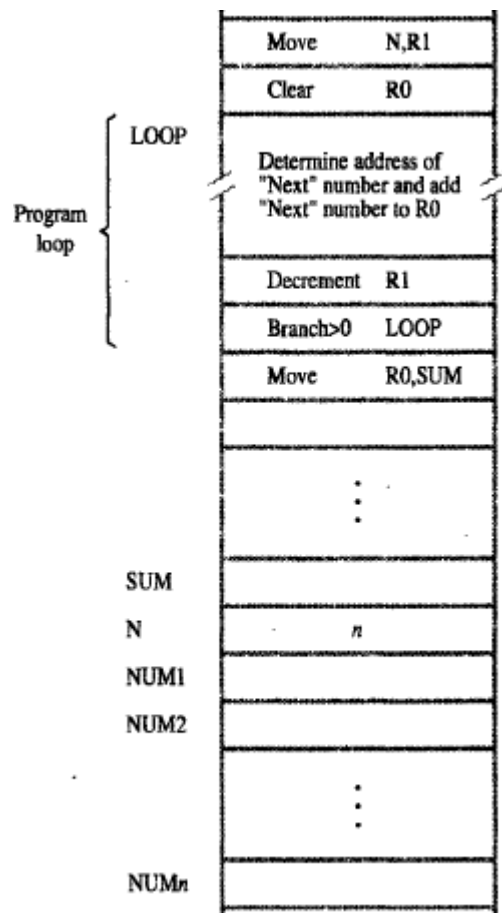 Move N,R1
Clear R0
LOOP
Determine address of
"Next" number and add
"Next" number to R0
Program
loop
Decrement R1
Branch>0 LOOP
Move R0,SUM
SUM
N n
NUM1
NUM2
NUMn